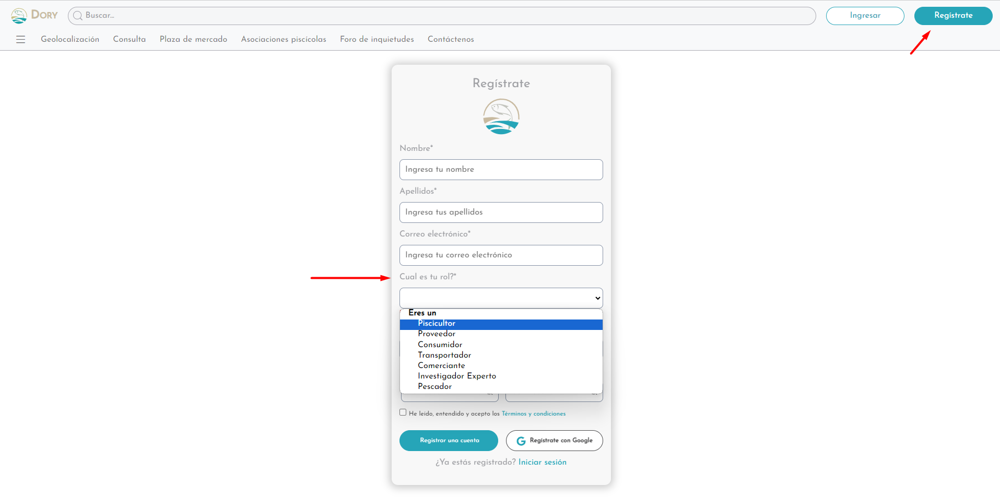 DORY
Buscar...
Ingresar
Regístrate
Geolocalización
Consulta
Plaza de mercado
Asociaciones piscícolas
Foro de inquietudes
Contáctenos
Regístrate
Nombre*
Ingresa tu nombre
Apellidos*
Ingresa tus apellidos
Correo electrónico*
Ingresa tu correo electrónico
Cual es tu rol?*
Eres un
Piscicultor
Proveedor
Consumidor
Transportador
Comerciante
Investigador Experto
Pescador
He leido, entendido y acepto los Términos y condiciones
Registrar una cuenta
Regístrate con Google
¿Ya estás registrado? Iniciar sesión